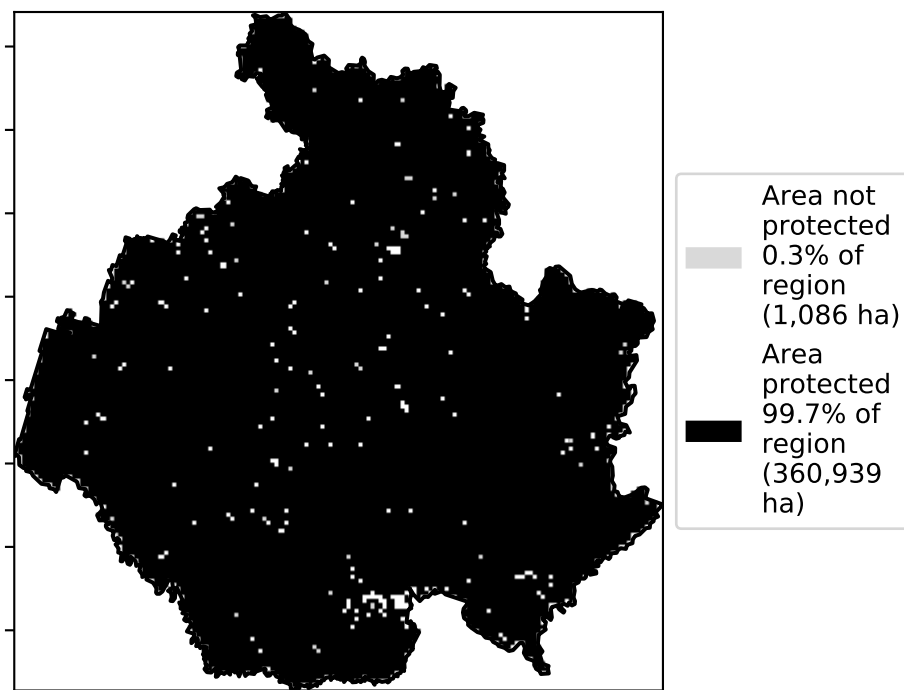 Area not
protected
0.3% of
region
(1,086 ha)
Area
protected
99.7% of
region
(360,939
ha)